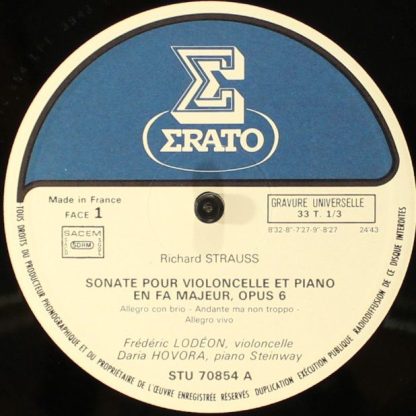 ERATO
Made in France
FACE 1
GRAVURE UNIVERSELLE
33 T. 1/3
SACEM
SDRM
8'32-8'-7'27-9'-8'27 24'43
Richard STRAUSS
SONATE POUR VIOLONCELLE ET PIANO
EN FA MAJEUR, OPUS 6
Allegro con brio - Andante ma non troppo -
Allegro vivo
Frédéric LODÉON, violoncelle
Daria HOVORA, piano Steinway
STU 70854 A
TOUS DROITS DU PRODUCTEUR PHONOGRAPHIQUE ET DU PROPRIÉTAIRE DE L'ŒUVRE ENREGISTRÉE RÉSERVÉS DUPLICATION EXÉCUTION PUBLIQUE RADIODIFFUSION DE CE DISQUE INTERDITES